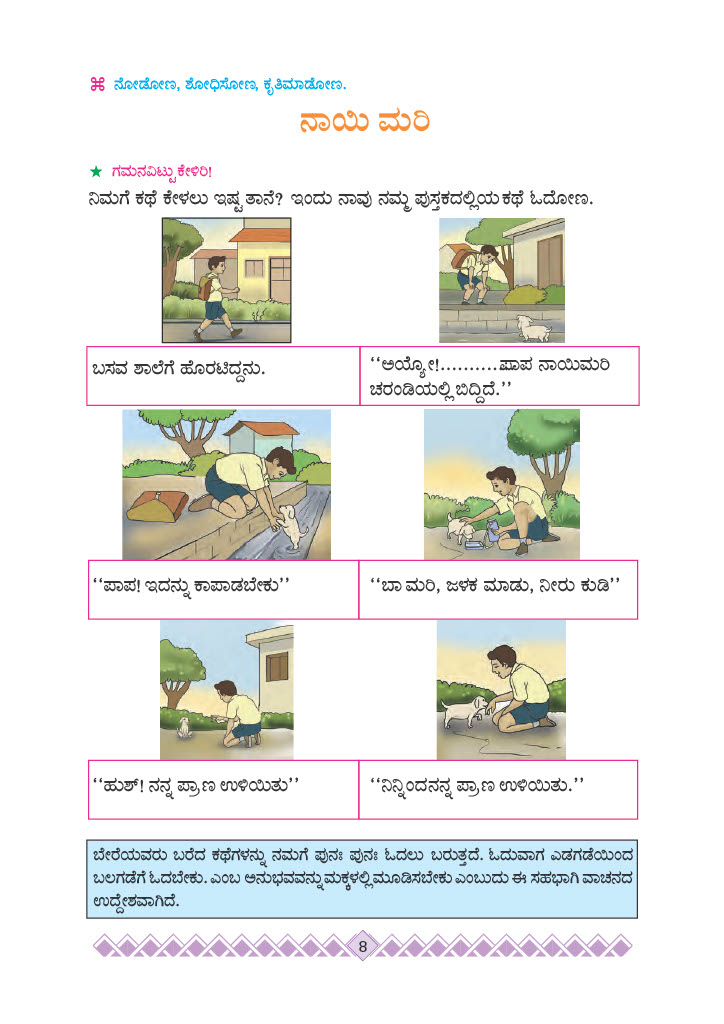 ⌘ ನೋಡೋಣ, ಶೋಧಿಸೋಣ, ಕೃತಿಮಾಡೋಣ.
ನಾಯಿ ಮರಿ
★ ಗಮನವಿಟ್ಟು ಕೇಳಿರಿ!
ನಿಮಗೆ ಕಥೆ ಕೇಳಲು ಇಷ್ಟ ತಾನೆ? ಇಂದು ನಾವು ನಮ್ಮ ಪುಸ್ತಕದಲ್ಲಿಯ ಕಥೆ ಓದೋಣ.
ಬಸವ ಶಾಲೆಗೆ ಹೊರಟಿದ್ದನು.
‘‘ಅಯ್ಯೋ!..........ಪಾಪ ನಾಯಿಮರಿ
ಚರಂಡಿಯಲ್ಲಿ ಬಿದ್ದಿದೆ.’’
‘‘ಪಾಪ! ಇದನ್ನು ಕಾಪಾಡಬೇಕು’’
‘‘ಬಾ ಮರಿ, ಜಳಕ ಮಾಡು, ನೀರು ಕುಡಿ’’
‘‘ಹುಶ್! ನನ್ನ ಪ್ರಾಣ ಉಳಿಯಿತು’’
‘‘ನಿನ್ನಿಂದನನ್ನ ಪ್ರಾಣ ಉಳಿಯಿತು.’’
ಬೇರೆಯವರು ಬರೆದ ಕಥೆಗಳನ್ನು ನಮಗೆ ಪುನಃ ಪುನಃ ಓದಲು ಬರುತ್ತದೆ. ಓದುವಾಗ ಎಡಗಡೆಯಿಂದ
ಬಲಗಡೆಗೆ ಓದಬೇಕು. ಎಂಬ ಅನುಭವವನ್ನು ಮಕ್ಕಳಲ್ಲಿ ಮೂಡಿಸಬೇಕು ಎಂಬುದು ಈ ಸಹಭಾಗಿ ವಾಚನದ
ಉದ್ದೇಶವಾಗಿದೆ.
8